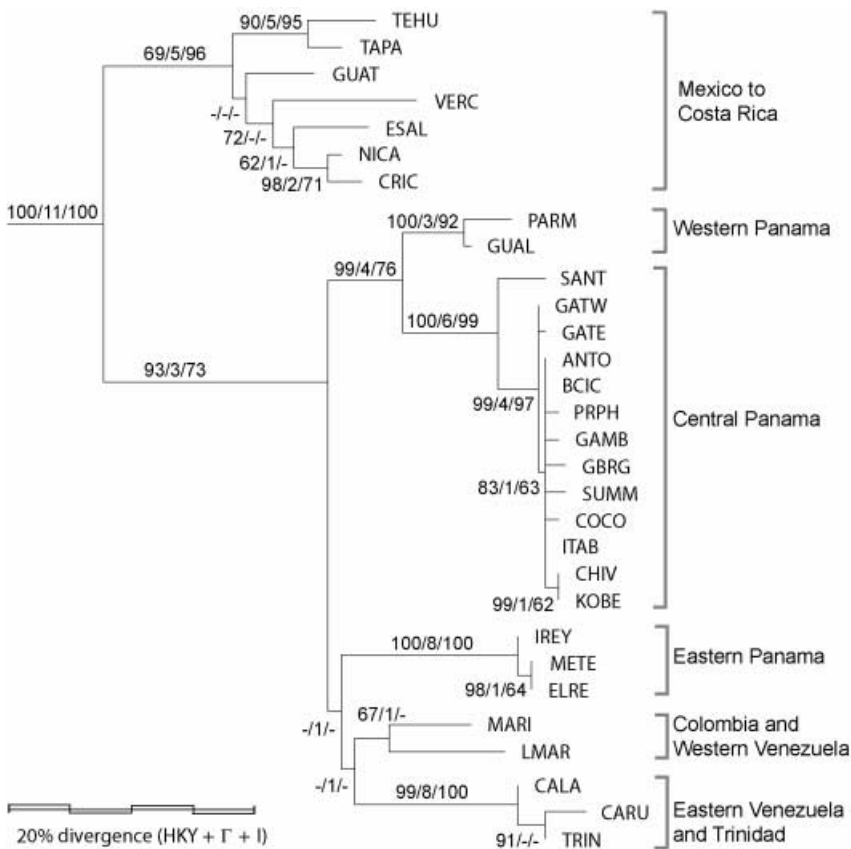 90/5/95
TEHU
TAPA
69/5/96
GUAT
-/-/-
VERC
72/-/-
ESAL
62/1/-
NICA
98/2/71
CRIC
Mexico to
Costa Rica
100/11/100
100/3/92
PARM
GUAL
Western Panama
99/4/76
SANT
100/6/99
GATW
GATE
ANTO
BCIC
93/3/73
99/4/97
PRPH
GAMB
GBRG
83/1/63
SUMM
COCO
ITAB
CHIV
99/1/62
KOBE
Central Panama
100/8/100
IREY
METE
98/1/64
ELRE
Eastern Panama
-/1/-
67/1/-
MARI
LMAR
Colombia and
Western Venezuela
-/1/-
99/8/100
CALA
CARU
91/-/-
TRIN
Eastern Venezuela
and Trinidad
20% divergence (HKY + Γ + I)